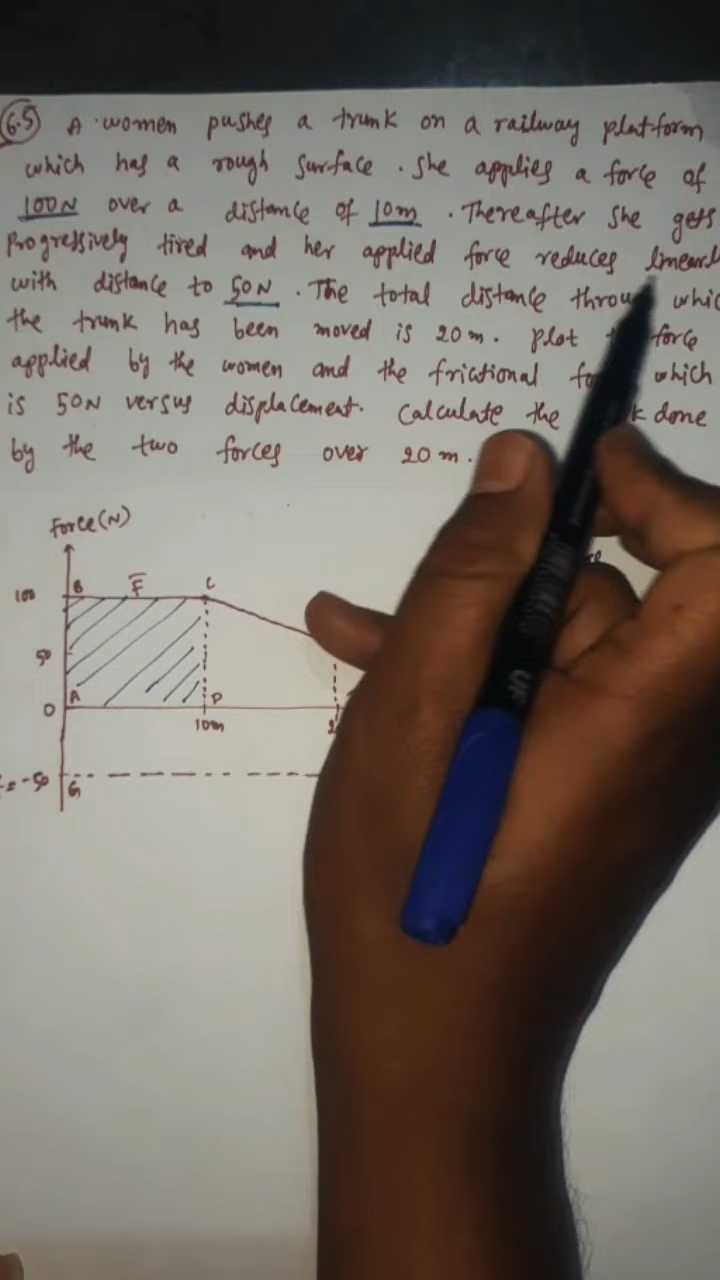 6.5 A women pushes a trunk on a railway platform
which has a rough surface. She applies a force of
100N over a distance of 10m. Thereafter she gets
Progressively tired and her applied force reduces
with distance to 50N. The total distance
the trunk has been moved is 20m. Plot force
applied by the women and the frictional which
is 50N versus displacement. Calculate the done
by the two forces over 20m.
Force(N)
100 B F C
50
0 A P
10m
= -50 G